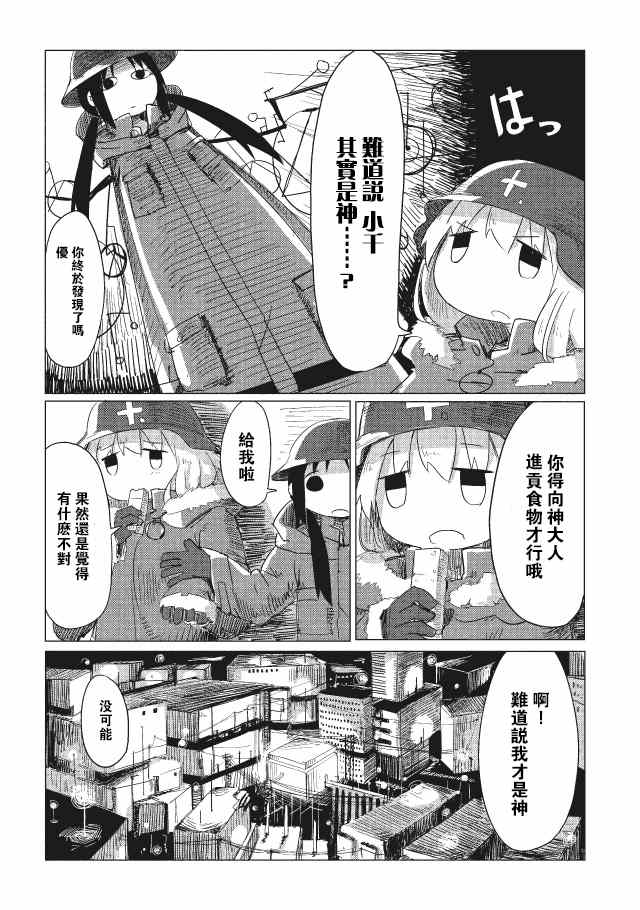 はっ
難道說 小千
其實是神……？
你終於發現了嗎
優
你得向神大人
進貢食物才行哦
給我啦
果然還是覺得
有什麼不對
啊！
難道說我才是神
没可能